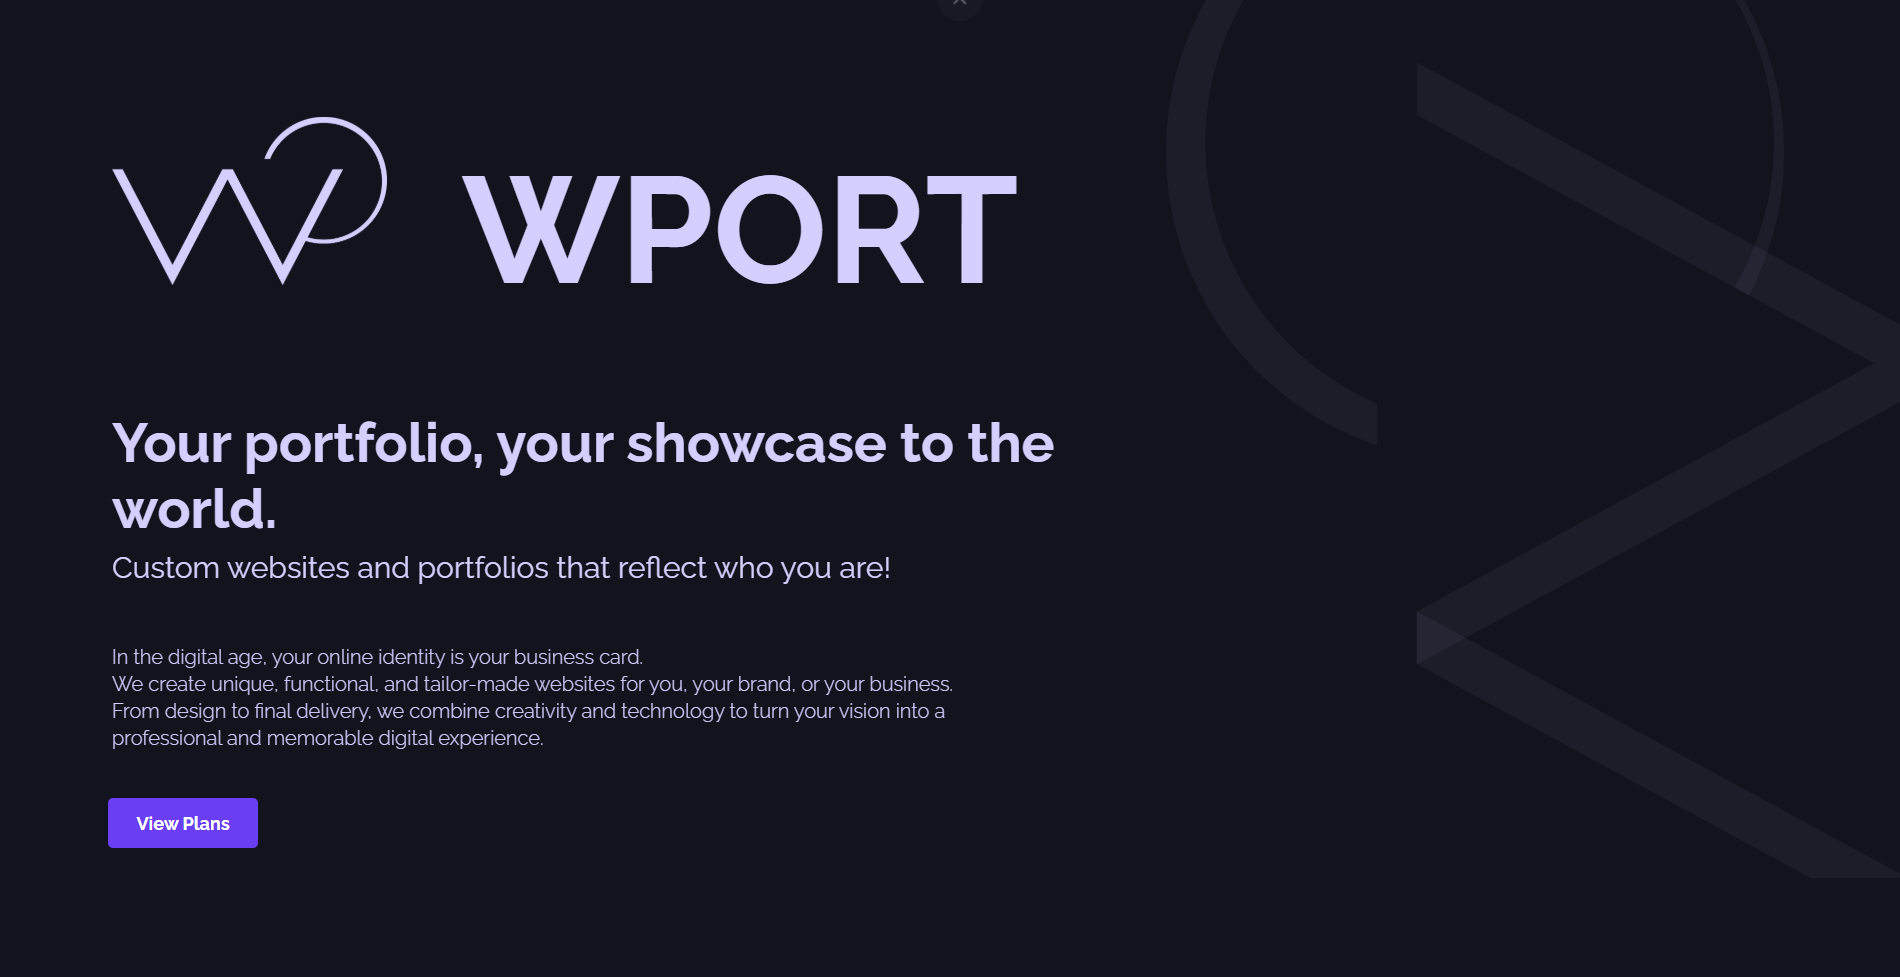 WPORT
Your portfolio, your showcase to the
world.
Custom websites and portfolios that reflect who you are!
In the digital age, your online identity is your business card.
We create unique, functional, and tailor-made websites for you, your brand, or your business.
From design to final delivery, we combine creativity and technology to turn your vision into a
professional and memorable digital experience.
View Plans